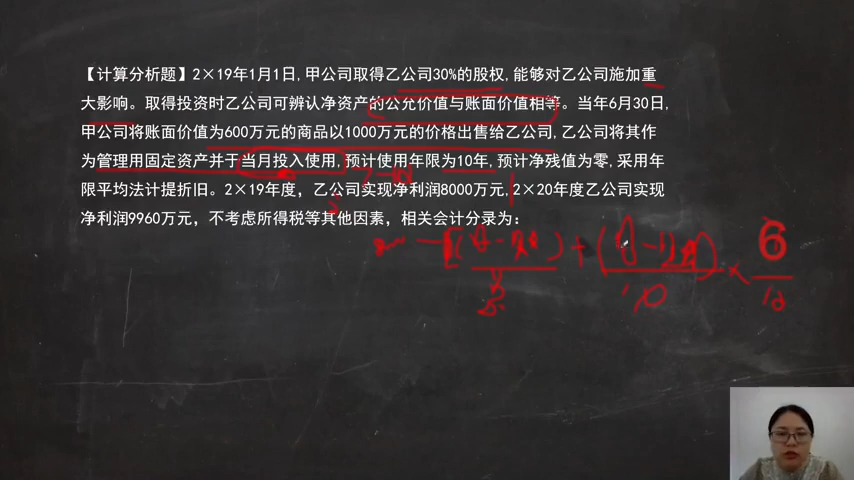 【计算分析题】2×19年1月1日,甲公司取得乙公司30%的股权,能够对乙公司施加重
大影响。取得投资时乙公司可辨认净资产的公允价值与账面价值相等。当年6月30日,
甲公司将账面价值为600万元的商品以1000万元的价格出售给乙公司,乙公司将其作
为管理用固定资产并于当月投入使用,预计使用年限为10年,预计净残值为零,采用年
限平均法计提折旧。2×19年度，乙公司实现净利润8000万元,2×20年度乙公司实现
净利润9960万元，不考虑所得税等其他因素，相关会计分录为：
6